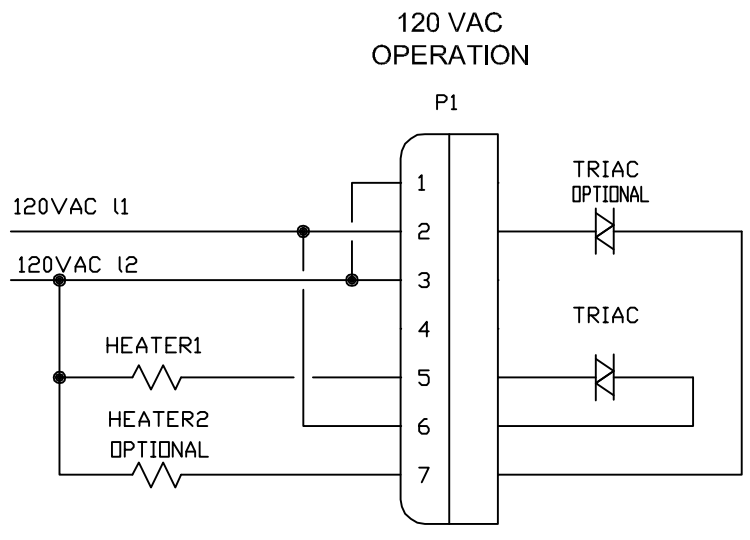 120 VAC
OPERATION
P1
1
TRIAC
OPTIONAL
120VAC l1
2
120VAC l2
3
4
TRIAC
HEATER1
5
HEATER2
OPTIONAL
6
7